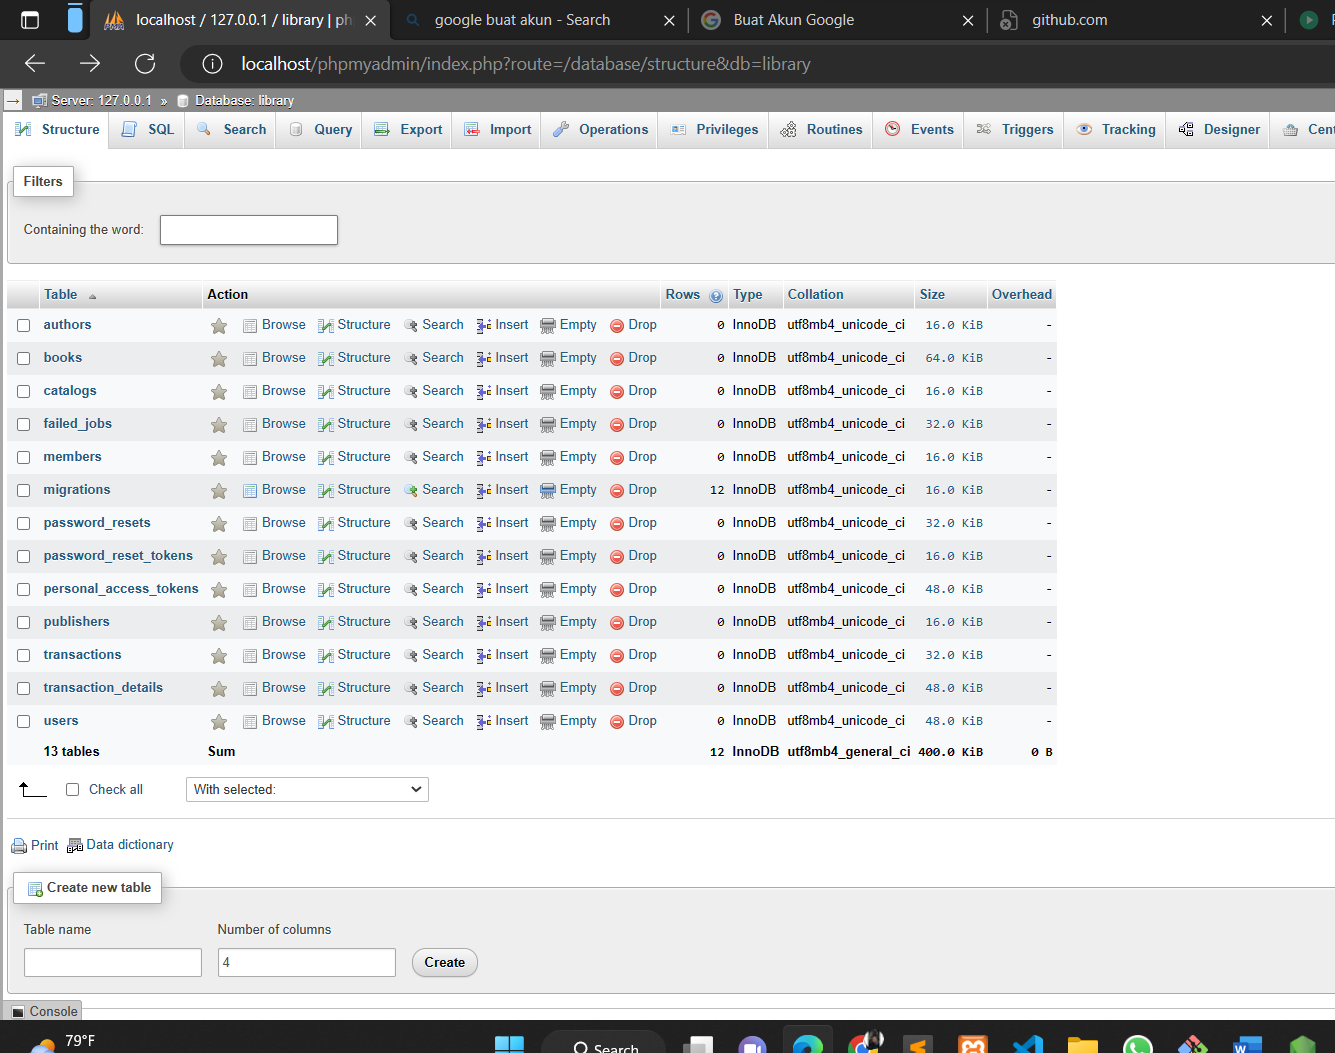 localhost / 127.0.0.1 / library | ph
google buat akun - Search
Buat Akun Google
github.com
localhost/phpmyadmin/index.php?route=/database/structure&db=library
Server: 127.0.0.1 » Database: library
Structure SQL Search Query Export Import Operations Privileges Routines Events Triggers Tracking Designer Cent
Filters
Containing the word:
Table Action Rows Type Collation Size Overhead
authors Browse Structure Search Insert Empty Drop 0 InnoDB utf8mb4_unicode_ci 16.0 KiB -
books Browse Structure Search Insert Empty Drop 0 InnoDB utf8mb4_unicode_ci 64.0 KiB -
catalogs Browse Structure Search Insert Empty Drop 0 InnoDB utf8mb4_unicode_ci 16.0 KiB -
failed_jobs Browse Structure Search Insert Empty Drop 0 InnoDB utf8mb4_unicode_ci 32.0 KiB -
members Browse Structure Search Insert Empty Drop 0 InnoDB utf8mb4_unicode_ci 16.0 KiB -
migrations Browse Structure Search Insert Empty Drop 12 InnoDB utf8mb4_unicode_ci 16.0 KiB -
password_resets Browse Structure Search Insert Empty Drop 0 InnoDB utf8mb4_unicode_ci 32.0 KiB -
password_reset_tokens Browse Structure Search Insert Empty Drop 0 InnoDB utf8mb4_unicode_ci 16.0 KiB -
personal_access_tokens Browse Structure Search Insert Empty Drop 0 InnoDB utf8mb4_unicode_ci 48.0 KiB -
publishers Browse Structure Search Insert Empty Drop 0 InnoDB utf8mb4_unicode_ci 16.0 KiB -
transactions Browse Structure Search Insert Empty Drop 0 InnoDB utf8mb4_unicode_ci 32.0 KiB -
transaction_details Browse Structure Search Insert Empty Drop 0 InnoDB utf8mb4_unicode_ci 48.0 KiB -
users Browse Structure Search Insert Empty Drop 0 InnoDB utf8mb4_unicode_ci 48.0 KiB -
13 tables Sum 12 InnoDB utf8mb4_general_ci 400.0 KiB 0 B
Check all With selected:
Print Data dictionary
Create new table
Table name Number of columns
4 Create
Console
79°F
Search